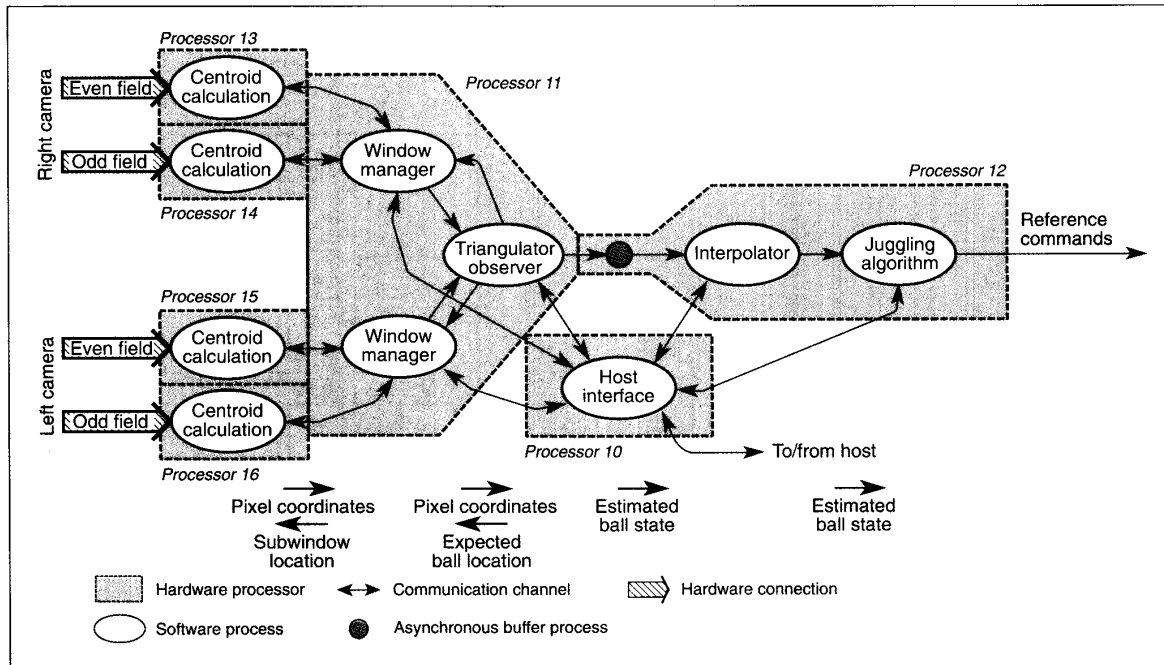 Processor 13
Processor 11
Right camera
Even field
Centroid
calculation
Odd field
Centroid
calculation
Window
manager
Processor 14
Processor 12
Triangulator
observer
Interpolator
Juggling
algorithm
Reference
commands
Processor 15
Left camera
Even field
Centroid
calculation
Window
manager
Odd field
Centroid
calculation
Host
interface
Processor 16
Processor 10
To/from host
Pixel coordinates
Subwindow
location
Pixel coordinates
Expected
ball location
Estimated
ball state
Estimated
ball state
Hardware processor
Communication channel
Hardware connection
Software process
Asynchronous buffer process